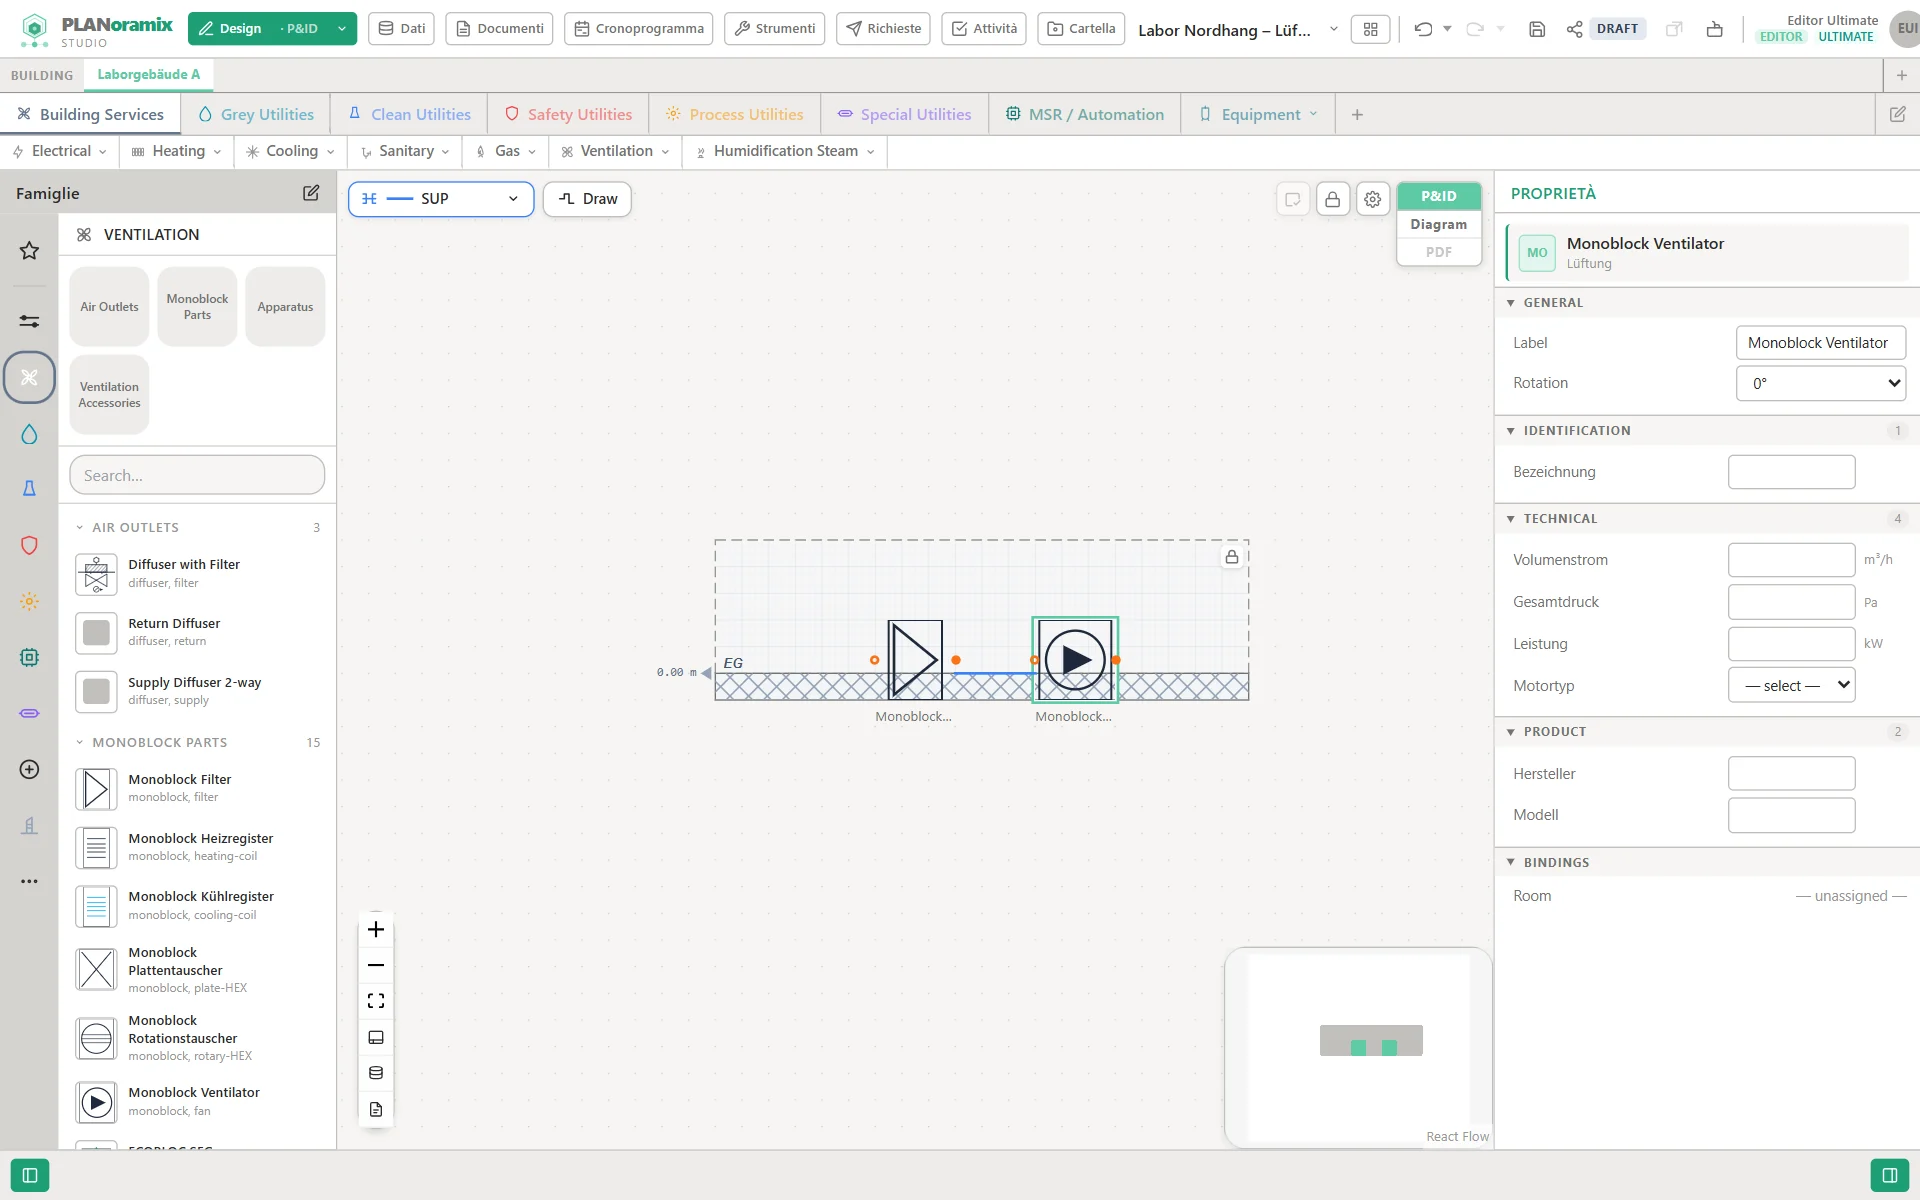 PLANoramix
STUDIO
Design · P&ID
Dati
Documenti
Cronoprogramma
Strumenti
Richieste
Attività
Cartella
Labor Nordhang – Lüf...
DRAFT
Editor Ultimate
EDITOR ULTIMATE
EUI
BUILDING
Laborgebäude A
Building Services
Grey Utilities
Clean Utilities
Safety Utilities
Process Utilities
Special Utilities
MSR / Automation
Equipment
Electrical
Heating
Cooling
Sanitary
Gas
Ventilation
Humidification Steam
Famiglie
VENTILATION
Air Outlets
Monoblock
Parts
Apparatus
Ventilation
Accessories
Search...
AIR OUTLETS 3
Diffuser with Filter
diffuser, filter
Return Diffuser
diffuser, return
Supply Diffuser 2-way
diffuser, supply
MONOBLOCK PARTS 15
Monoblock Filter
monoblock, filter
Monoblock Heizregister
monoblock, heating-coil
Monoblock Kühlregister
monoblock, cooling-coil
Monoblock
Plattentauscher
monoblock, plate-HEX
Monoblock
Rotationstauscher
monoblock, rotary-HEX
Monoblock Ventilator
monoblock, fan
SUP
Draw
P&ID
Diagram
PDF
0.00 m
EG
Monoblock...
Monoblock...
React Flow
PROPRIETÀ
MO
Monoblock Ventilator
Lüftung
GENERAL
Label Monoblock Ventilator
Rotation 0°
IDENTIFICATION 1
Bezeichnung
TECHNICAL 4
Volumenstrom m³/h
Gesamtdruck Pa
Leistung kW
Motortyp — select —
PRODUCT 2
Hersteller
Modell
BINDINGS
Room — unassigned —